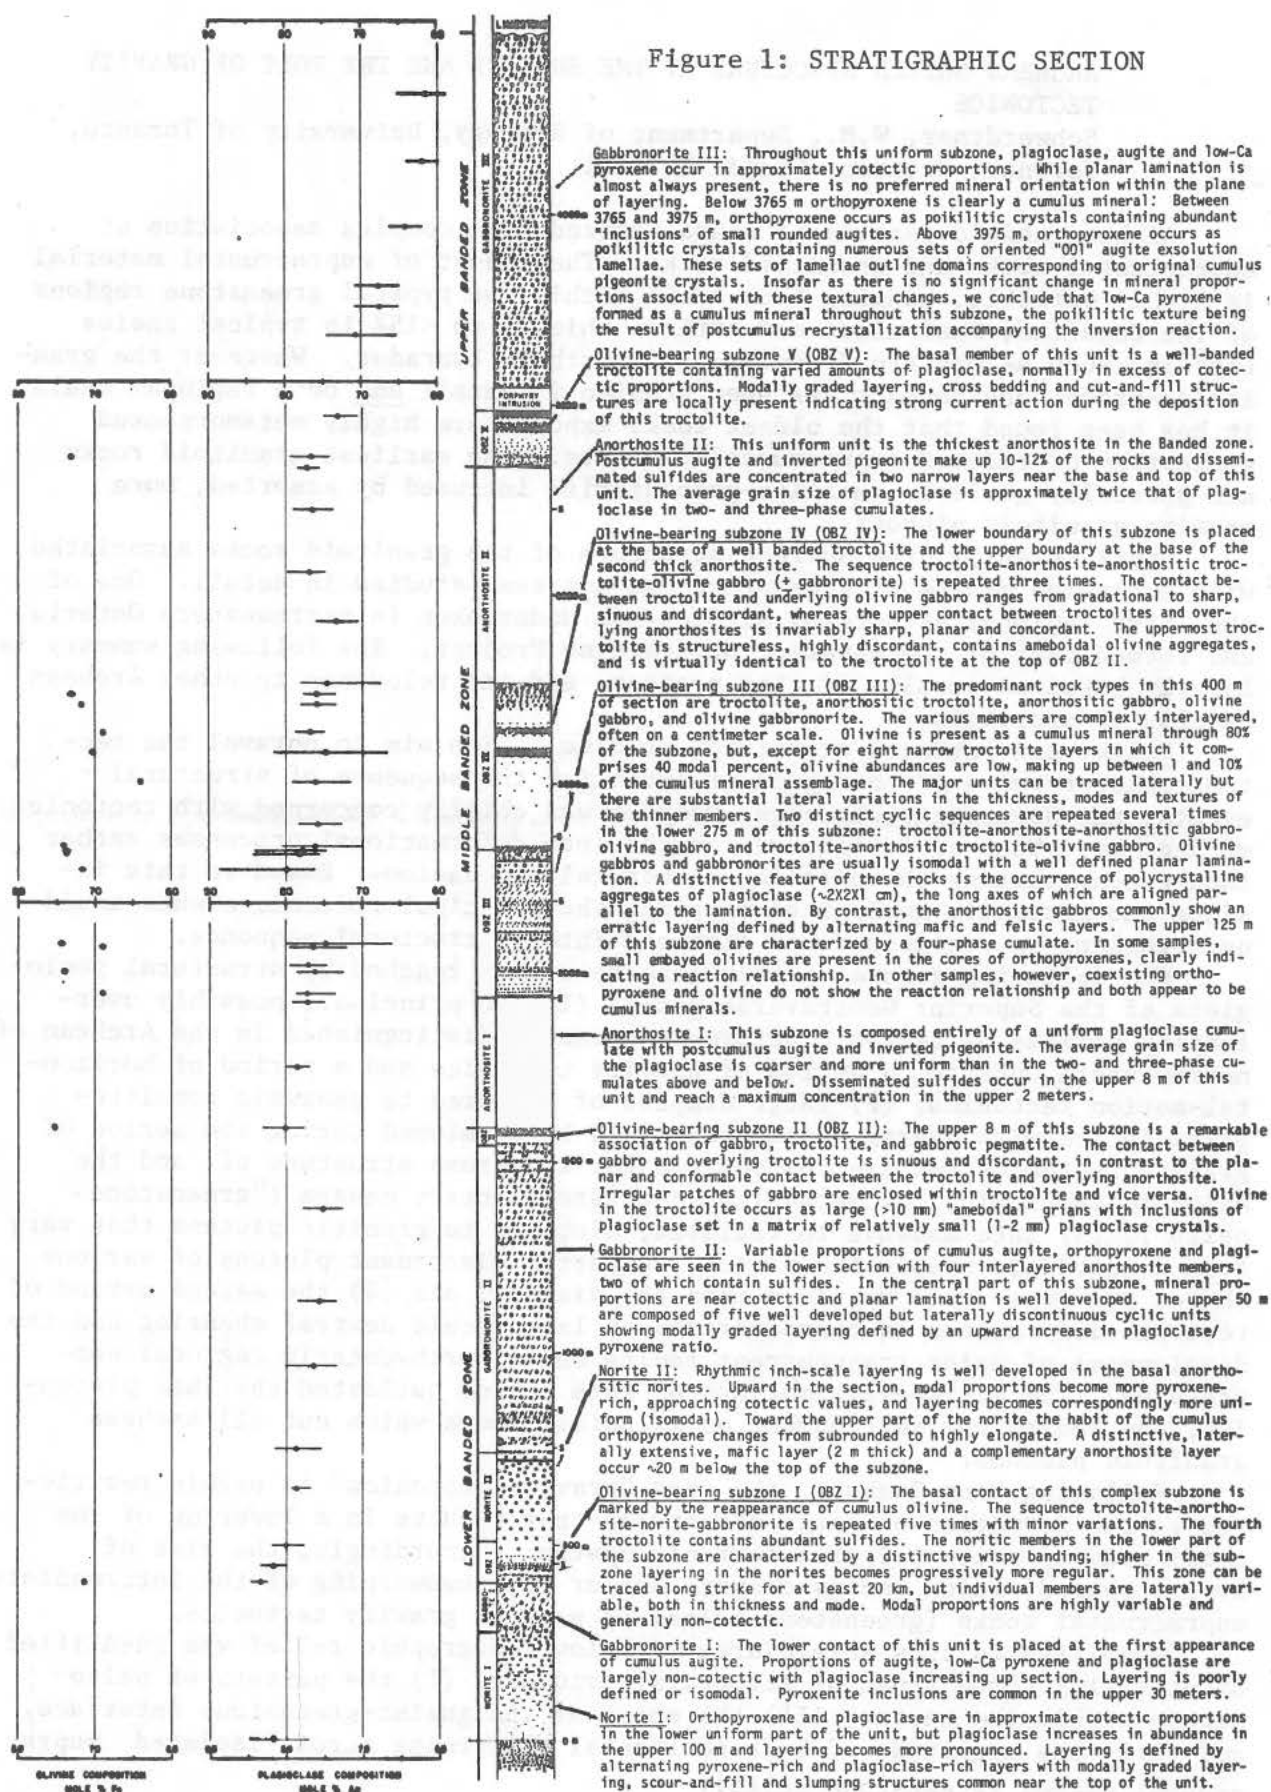 Figure 1: STRATIGRAPHIC SECTION
90 80 70 60
LIMESTONE
UPPER BANDED ZONE
GABBRONORITE III
4000 m
PORPHYRY
INTRUSION
MIDDLE BANDED ZONE
ANORTHOSITE II
OBZ III
2000 m
ANORTHOSITE I
LOWER BANDED ZONE
1500 m
GABBRONORITE II
1000 m
NORITE II
500 m
OBZ I
NORITE I
0 m
80 70 60
OLIVINE COMPOSITION
MOLE % Fo
PLAGIOCLASE COMPOSITION
MOLE % An
Gabbronorite III: Throughout this uniform subzone, plagioclase, augite and low-Ca
pyroxene occur in approximately cotectic proportions. While planar lamination is
almost always present, there is no preferred mineral orientation within the plane
of layering. Below 3765 m orthopyroxene is clearly a cumulus mineral: Between
3765 and 3975 m, orthopyroxene occurs as poikilitic crystals containing abundant
"inclusions" of small rounded augites. Above 3975 m, orthopyroxene occurs as
poikilitic crystals containing numerous sets of oriented "001" augite exsolution
lamellae. These sets of lamellae outline domains corresponding to original cumulus
pigeonite crystals. Insofar as there is no significant change in mineral propor-
tions associated with these textural changes, we conclude that low-Ca pyroxene
formed as a cumulus mineral throughout this subzone, the poikilitic texture being
the result of postcumulus recrystallization accompanying the inversion reaction.
Olivine-bearing subzone V (OBZ V): The basal member of this unit is a well-banded
troctolite containing varied amounts of plagioclase, normally in excess of cotec-
tic proportions. Modally graded layering, cross bedding and cut-and-fill struc-
tures are locally present indicating strong current action during the deposition
of this troctolite.
Anorthosite II: This uniform unit is the thickest anorthosite in the Banded zone.
Postcumulus augite and inverted pigeonite make up 10-12% of the rocks and dissemi-
nated sulfides are concentrated in two narrow layers near the base and top of this
unit. The average grain size of plagioclase is approximately twice that of plag-
ioclase in two- and three-phase cumulates.
Olivine-bearing subzone IV (OBZ IV): The lower boundary of this subzone is placed
at the base of a well banded troctolite and the upper boundary at the base of the
second thick anorthosite. The sequence troctolite-anorthosite-anorthositic troc-
tolite-olivine gabbro (± gabbronorite) is repeated three times. The contact be-
tween troctolite and underlying olivine gabbro ranges from gradational to sharp,
sinuous and discordant, whereas the upper contact between troctolites and over-
lying anorthosites is invariably sharp, planar and concordant. The uppermost troc-
tolite is structureless, highly discordant, contains ameboidal olivine aggregates,
and is virtually identical to the troctolite at the top of OBZ II.
Olivine-bearing subzone III (OBZ III): The predominant rock types in this 400 m
of section are troctolite, anorthositic troctolite, anorthositic gabbro, olivine
gabbro, and olivine gabbronorite. The various members are complexly interlayered,
often on a centimeter scale. Olivine is present as a cumulus mineral through 80%
of the subzone, but, except for eight narrow troctolite layers in which it com-
prises 40 modal percent, olivine abundances are low, making up between 1 and 10%
of the cumulus mineral assemblage. The major units can be traced laterally but
there are substantial lateral variations in the thickness, modes and textures of
the thinner members. Two distinct cyclic sequences are repeated several times
in the lower 275 m of this subzone: troctolite-anorthosite-anorthositic gabbro-
olivine gabbro and troctolite-anorthositic troctolite-olivine gabbro. Olivine
gabbros and gabbronorites are usually isomodal with a well defined planar lamina-
tion. A distinctive feature of these rocks is the occurrence of polycrystalline
aggregates of plagioclase (~2X2X1 cm), the long axes of which are aligned par-
allel to the lamination. By contrast, the anorthositic gabbros commonly show an
erratic layering defined by alternating mafic and felsic layers. The upper 125 m
of this subzone are characterized by a four-phase cumulate. In some samples,
small embayed olivines are present in the cores of orthopyroxenes, clearly indi-
cating a reaction relationship. In other samples, however, coexisting ortho-
pyroxene and olivine do not show the reaction relationship and both appear to be
cumulus minerals.
Anorthosite I: This subzone is composed entirely of a uniform plagioclase cumu-
late with postcumulus augite and inverted pigeonite. The average grain size of
the plagioclase is coarser and more uniform than in the two- and three-phase cu-
mulates above and below. Disseminated sulfides occur in the upper 8 m of this
unit and reach a maximum concentration in the upper 2 meters.
Olivine-bearing subzone II (OBZ II): The upper 8 m of this subzone is a remarkable
association of gabbro, troctolite, and gabbroic pegmatite. The contact between
gabbro and overlying troctolite is sinuous and discordant, in contrast to the pla-
nar and conformable contact between the troctolite and overlying anorthosite.
Irregular patches of gabbro are enclosed within troctolite and vice versa. Olivine
in the troctolite occurs as large (>10 mm) "ameboidal" grians with inclusions of
plagioclase set in a matrix of relatively small (1-2 mm) plagioclase crystals.
Gabbronorite II: Variable proportions of cumulus augite, orthopyroxene and plagi-
oclase are seen in the lower section with four interlayered anorthosite members,
two of which contain sulfides. In the central part of this subzone, mineral pro-
portions are near cotectic and planar lamination is well developed. The upper 50 m
are composed of five well developed but laterally discontinuous cyclic units
showing modally graded layering defined by an upward increase in plagioclase/
pyroxene ratio.
Norite II: Rhythmic inch-scale layering is well developed in the basal anortho-
sitic norites. Upward in the section, modal proportions become more pyroxene-
rich, approaching cotectic values, and layering becomes correspondingly more uni-
form (isomodal). Toward the upper part of the norite the habit of the cumulus
orthopyroxene changes from subrounded to highly elongate. A distinctive, later-
ally extensive, mafic layer (2 m thick) and a complementary anorthosite layer
occur ~20 m below the top of the subzone.
Olivine-bearing subzone I (OBZ I): The basal contact of this complex subzone is
marked by the reappearance of cumulus olivine. The sequence troctolite-anortho-
site-norite-gabbronorite is repeated five times with minor variations. The fourth
troctolite contains abundant sulfides. The noritic members in the lower part of
the subzone are characterized by a distinctive wispy banding; higher in the sub-
zone layering in the norites becomes progressively more regular. This zone can be
traced along strike for at least 20 km, but individual members are laterally vari-
able, both in thickness and mode. Modal proportions are highly variable and
generally non-cotectic.
Gabbronorite I: The lower contact of this unit is placed at the first appearance
of cumulus augite. Proportions of augite, low-Ca pyroxene and plagioclase are
largely non-cotectic with plagioclase increasing up section. Layering is poorly
defined or isomodal. Pyroxenite inclusions are common in the upper 30 meters.
Norite I: Orthopyroxene and plagioclase are in approximate cotectic proportions
in the lower uniform part of the unit, but plagioclase increases in abundance in
the upper 100 m and layering becomes more pronounced. Layering is defined by
alternating pyroxene-rich and plagioclase-rich layers with modally graded layer-
ing, scour-and-fill and slumping structures common near the top of the unit.